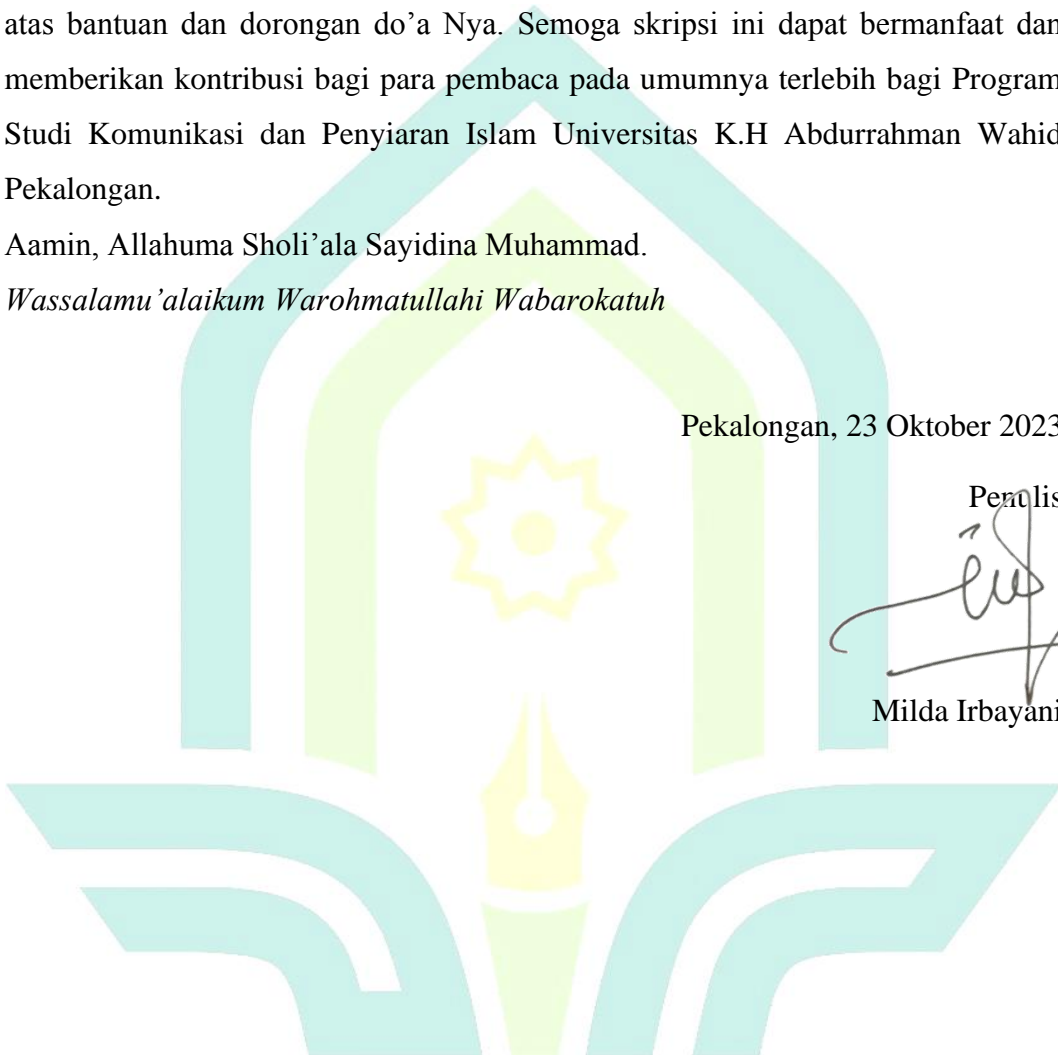 atas bantuan dan dorongan do’a Nya. Semoga skripsi ini dapat bermanfaat dan
memberikan kontribusi bagi para pembaca pada umumnya terlebih bagi Program
Studi Komunikasi dan Penyiaran Islam Universitas K.H Abdurrahman Wahid
Pekalongan.
Aamin, Allahuma Sholi’ala Sayidina Muhammad.
Wassalamu’alaikum Warohmatullahi Wabarokatuh
Pekalongan, 23 Oktober 2023
Penulis
Milda Irbayani